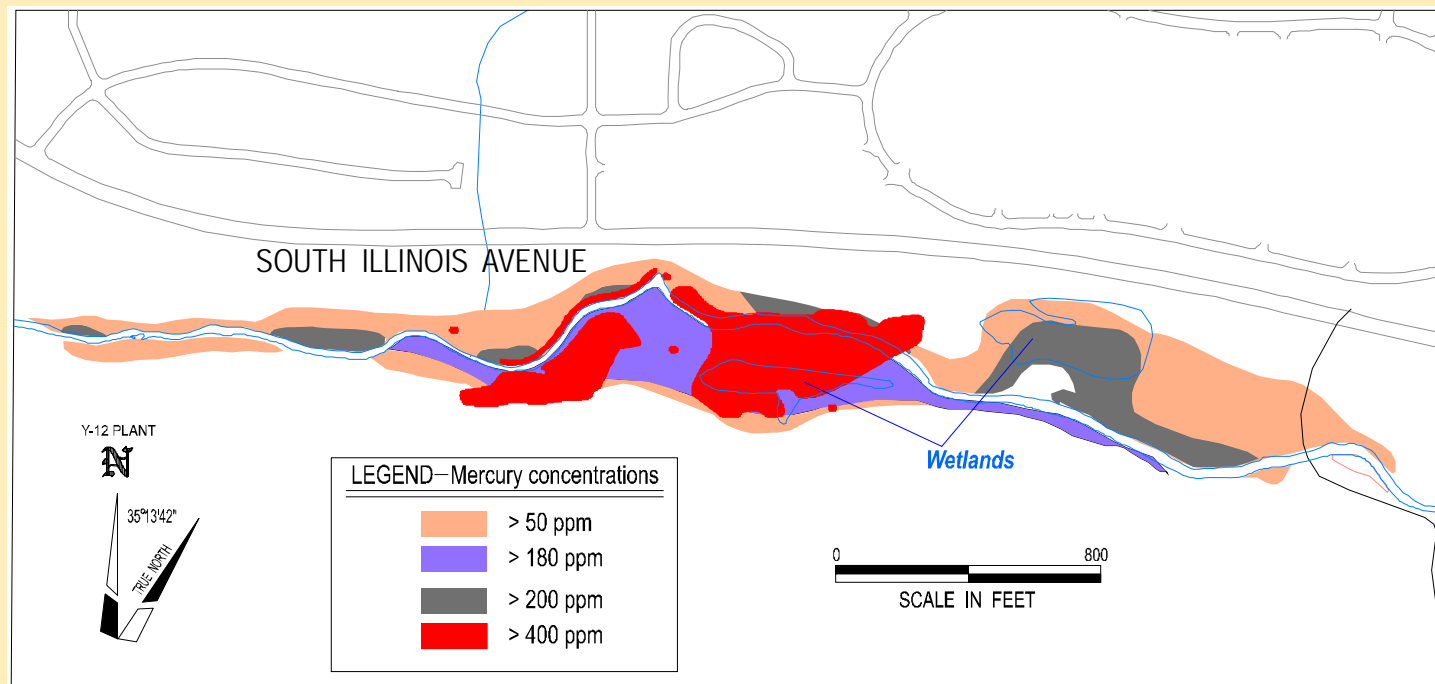 SOUTH ILLINOIS AVENUE
Wetlands
Y-12 PLANT
N
35°13'42"
TRUE NORTH
LEGEND—Mercury concentrations
> 50 ppm
> 180 ppm
> 200 ppm
> 400 ppm
0 800
SCALE IN FEET